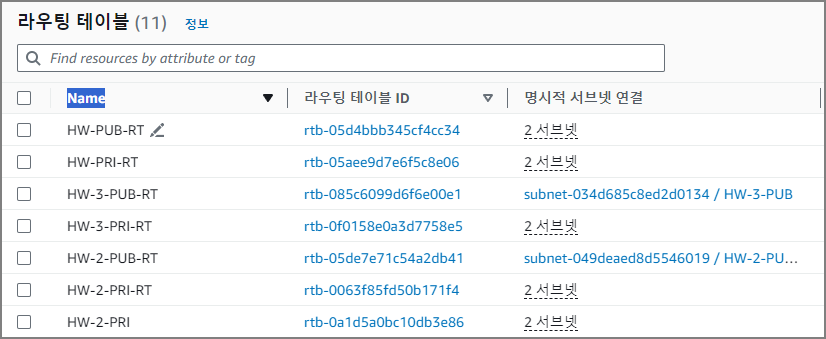 라우팅 테이블 (11) 정보
Find resources by attribute or tag
Name 라우팅 테이블 ID 명시적 서브넷 연결
HW-PUB-RT rtb-05d4bbb345cf4cc34 2 서브넷
HW-PRI-RT rtb-05aee9d7e6f5c8e06 2 서브넷
HW-3-PUB-RT rtb-085c6099d6f6e00e1 subnet-034d685c8ed2d0134 / HW-3-PUB
HW-3-PRI-RT rtb-0f0158e0a3d7758e5 2 서브넷
HW-2-PUB-RT rtb-05de7e71c54a2db41 subnet-049deaed8d5546019 / HW-2-PU...
HW-2-PRI-RT rtb-0063f85fd50b171f4 2 서브넷
HW-2-PRI rtb-0a1d5a0bc10db3e86 2 서브넷